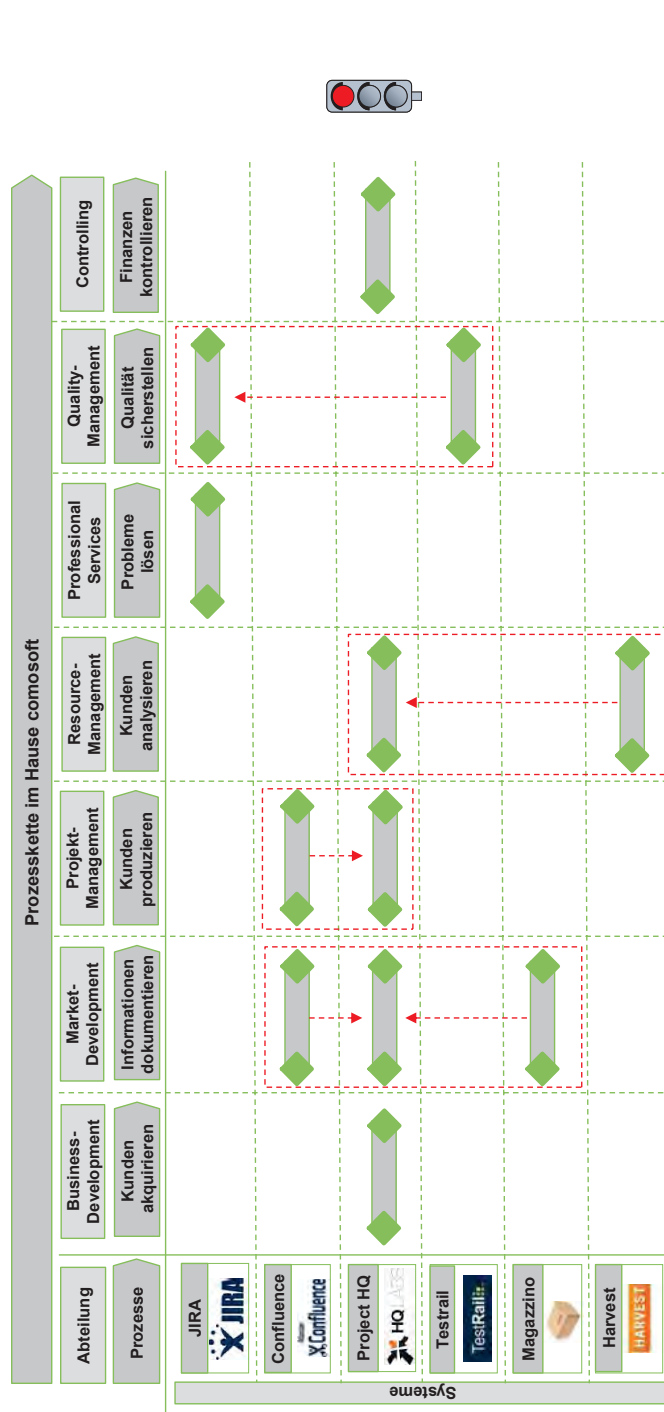 Prozesskette im Hause comosoft
Abteilung
Business-
Development
Market-
Development
Projekt-
Management
Resource-
Management
Professional
Services
Quality-
Management
Controlling
Prozesse
Kunden
akquirieren
Informationen
dokumentieren
Kunden
produzieren
Kunden
analysieren
Probleme
lösen
Qualität
sicherstellen
Finanzen
kontrollieren
Systeme
JIRA
JIRA
Confluence
Confluence
Project HQ
HQ LABS
Testrail
TestRail
Magazzino
Harvest
HARVEST